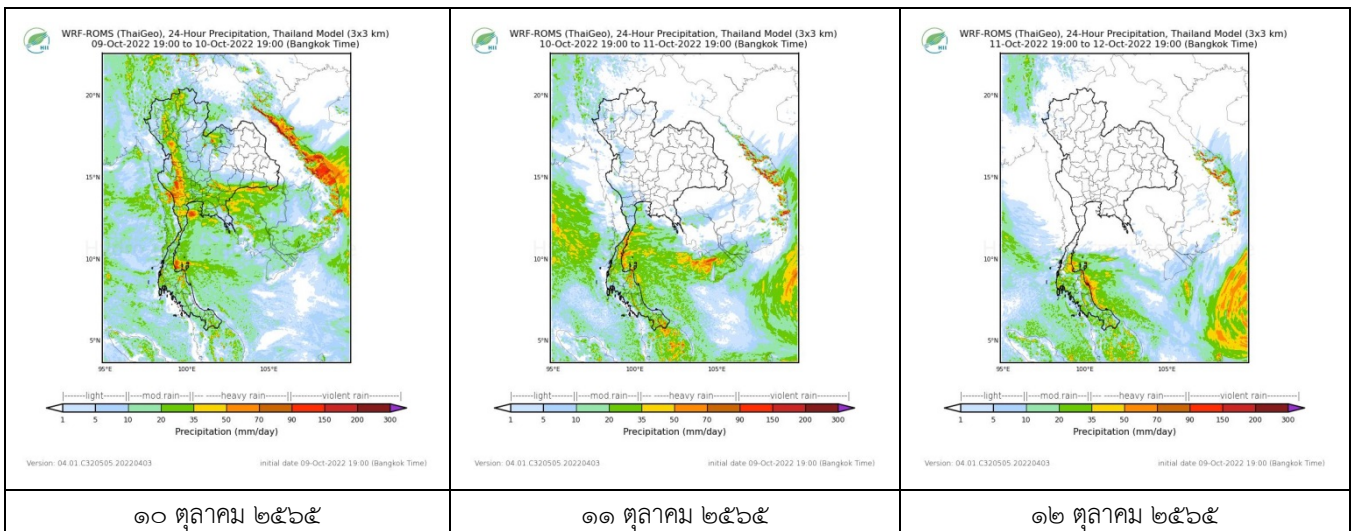 WRF-ROMS (ThaiGeo), 24-Hour Precipitation, Thailand Model (3x3 km)
09-Oct-2022 19:00 to 10-Oct-2022 19:00 (Bangkok Time)
HII
20°N
15°N
10°N
5°N
95°E 100°E 105°E
|-------light-------||----mod rain----||---- heavy rain------||------violent rain-------|
1 5 10 20 35 50 70 90 150 200 300
Precipitation (mm/day)
Version: 04.01.C320505.20220403 initial date 09-Oct-2022 19:00 (Bangkok Time)
๑๐ ตุลาคม ๒๕๖๕
WRF-ROMS (ThaiGeo), 24-Hour Precipitation, Thailand Model (3x3 km)
10-Oct-2022 19:00 to 11-Oct-2022 19:00 (Bangkok Time)
HII
20°N
15°N
10°N
5°N
95°E 100°E 105°E
|-------light-------||----mod rain----||---- heavy rain------||------violent rain-------|
1 5 10 20 35 50 70 90 150 200 300
Precipitation (mm/day)
Version: 04.01.C320505.20220403 initial date 09-Oct-2022 19:00 (Bangkok Time)
๑๑ ตุลาคม ๒๕๖๕
WRF-ROMS (ThaiGeo), 24-Hour Precipitation, Thailand Model (3x3 km)
11-Oct-2022 19:00 to 12-Oct-2022 19:00 (Bangkok Time)
HII
20°N
15°N
10°N
5°N
95°E 100°E 105°E
|-------light-------||----mod rain----||---- heavy rain------||------violent rain-------|
1 5 10 20 35 50 70 90 150 200 300
Precipitation (mm/day)
Version: 04.01.C320505.20220403 initial date 09-Oct-2022 19:00 (Bangkok Time)
๑๒ ตุลาคม ๒๕๖๕